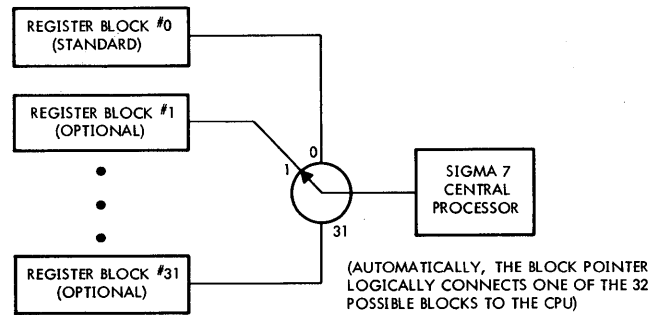 REGISTER BLOCK #0
(STANDARD)
REGISTER BLOCK #1
(OPTIONAL)
0
1
31
SIGMA 7
CENTRAL
PROCESSOR
REGISTER BLOCK #31
(OPTIONAL)
(AUTOMATICALLY, THE BLOCK POINTER
LOGICALLY CONNECTS ONE OF THE 32
POSSIBLE BLOCKS TO THE CPU)